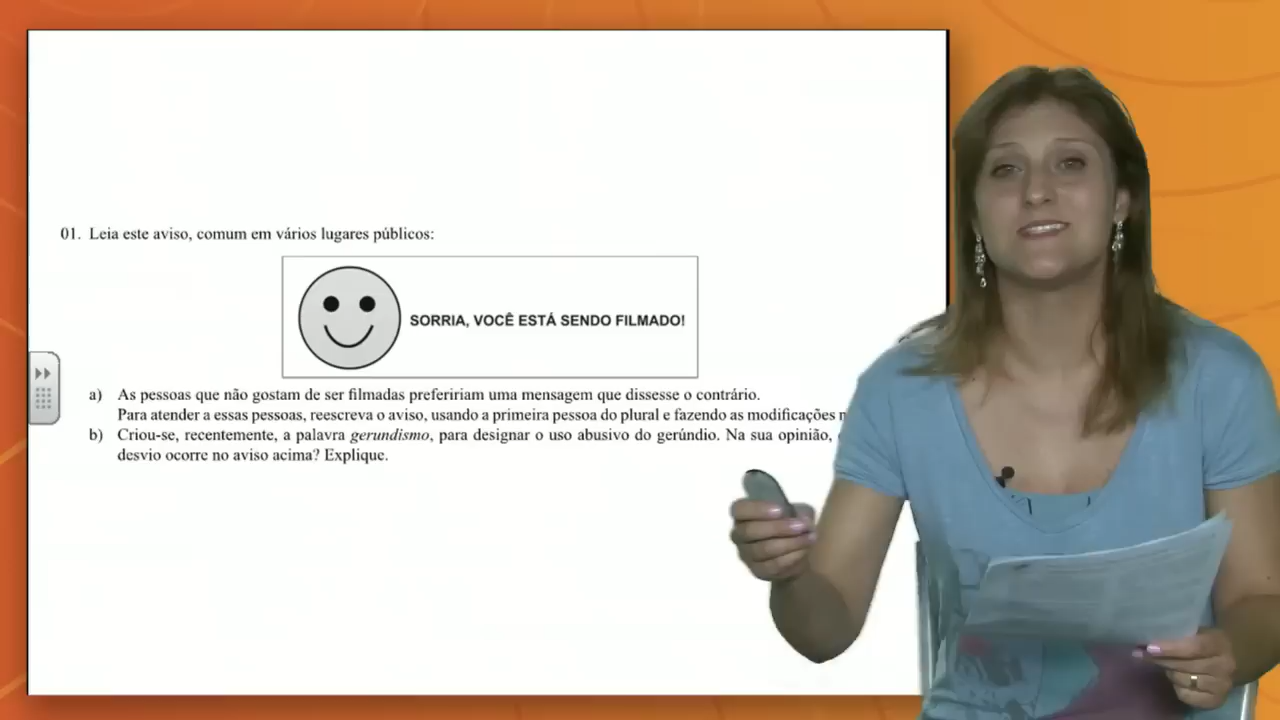 01. Leia este aviso, comum em vários lugares públicos:
SORRIA, VOCÊ ESTÁ SENDO FILMADO!
a) As pessoas que não gostam de ser filmadas prefeririam uma mensagem que dissesse o contrário.
Para atender a essas pessoas, reescreva o aviso, usando a primeira pessoa do plural e fazendo as modificações
b) Criou-se, recentemente, a palavra gerundismo, para designar o uso abusivo do gerúndio. Na sua opinião,
desvio ocorre no aviso acima? Explique.